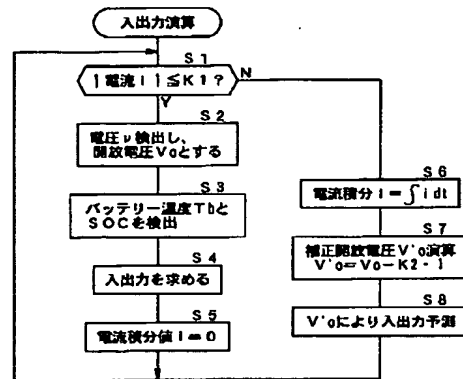 入出力演算
S1
|電流i|≦K1?
N
Y
S2
電圧v検出し、
開放電圧Voとする
S3
バッテリー温度Tbと
SOCを検出
S4
入出力を求める
S5
電流積分値I=0
S6
電流積分I=∫idt
S7
補正開放電圧V'o演算
V'o=Vo-K2・I
S8
V'oにより入出力予測